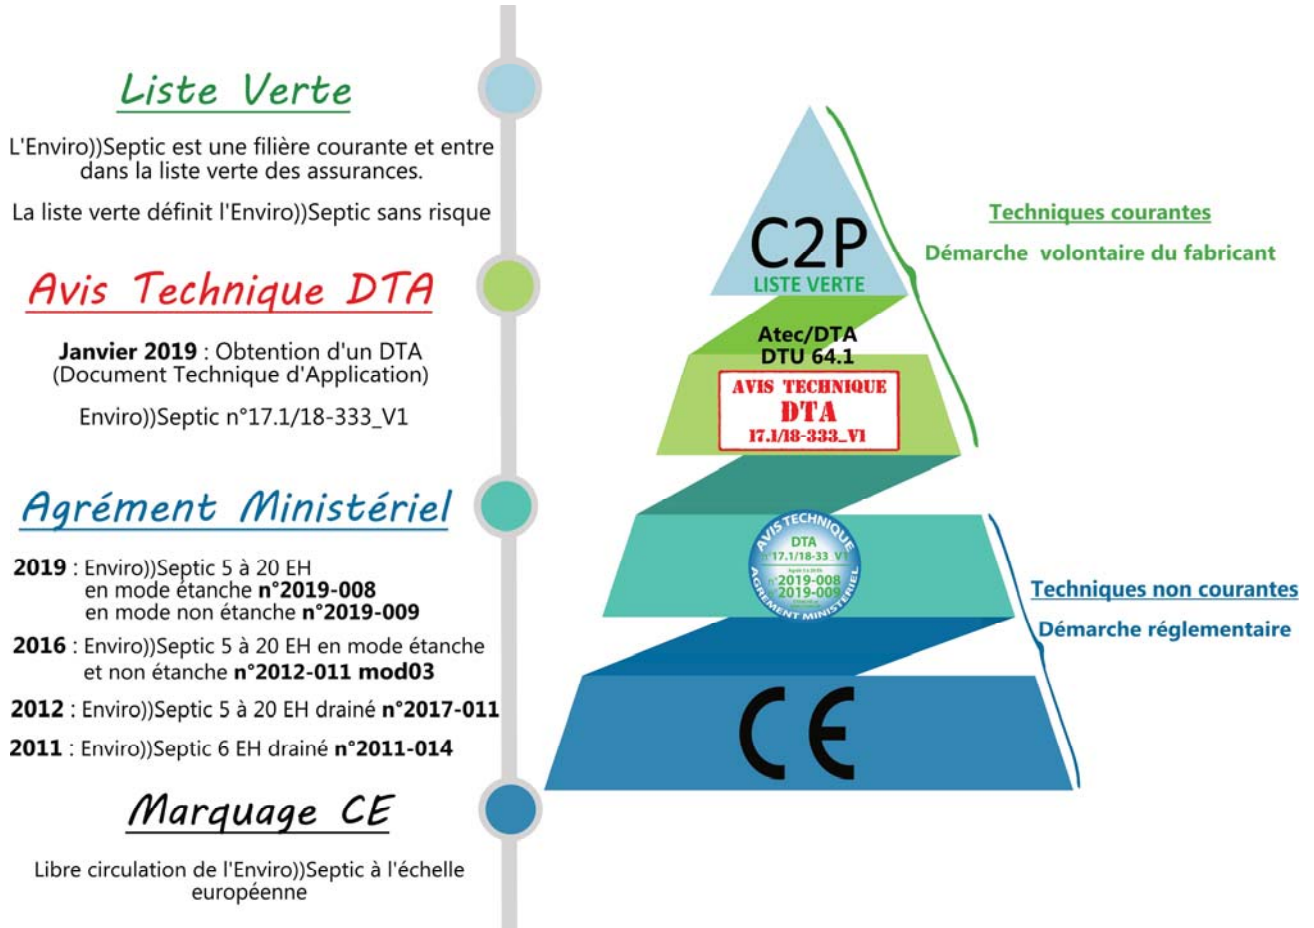 Liste Verte
L'Enviro))Septic est une filière courante et entre
dans la liste verte des assurances.
La liste verte définit l'Enviro))Septic sans risque
Avis Technique DTA
Janvier 2019 : Obtention d'un DTA
(Document Technique d'Application)
Enviro))Septic n°17.1/18-333_V1
Agrément Ministériel
2019 : Enviro))Septic 5 à 20 EH
en mode étanche n°2019-008
en mode non étanche n°2019-009
2016 : Enviro))Septic 5 à 20 EH en mode étanche
et non étanche n°2012-011 mod03
2012 : Enviro))Septic 5 à 20 EH drainé n°2017-011
2011 : Enviro))Septic 6 EH drainé n°2011-014
Marquage CE
Libre circulation de l'Enviro))Septic à l'échelle
européenne
C2P
LISTE VERTE
Atec/DTA
DTU 64.1
AVIS TECHNIQUE
DTA
17.1/18-333_V1
AVIS TECHNIQUE
DTA
n°17.1/18-33_V1
n°2019-008
n°2019-009
AGRÉMENT MINISTÉRIEL
CE
Techniques courantes
Démarche volontaire du fabricant
Techniques non courantes
Démarche réglementaire